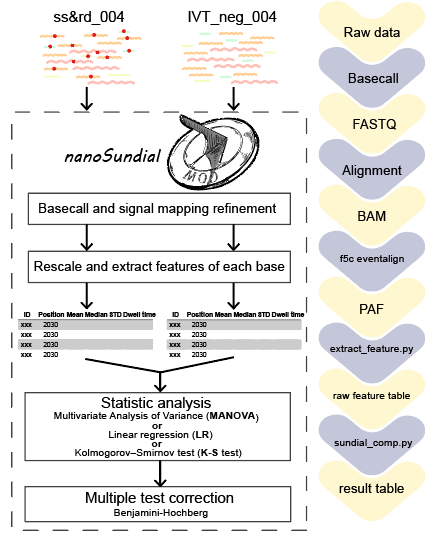 ss&rd_004
IVT_neg_004
nanoSundial
MOD
Basecall and signal mapping refinement
Rescale and extract features of each base
ID Position Mean Median STD Dwell time
xxx 2030
xxx 2030
xxx 2030
xxx 2030
ID Position Mean Median STD Dwell time
xxx 2030
xxx 2030
xxx 2030
xxx 2030
Statistic analysis
Multivariate Analysis of Variance (MANOVA)
or
Linear regression (LR)
or
Kolmogorov–Smirnov test (K-S test)
Multiple test correction
Benjamini-Hochberg
Raw data
Basecall
FASTQ
Alignment
BAM
f5c eventlaign
PAF
extract_feature.py
raw feature table
sundial_comp.py
result table